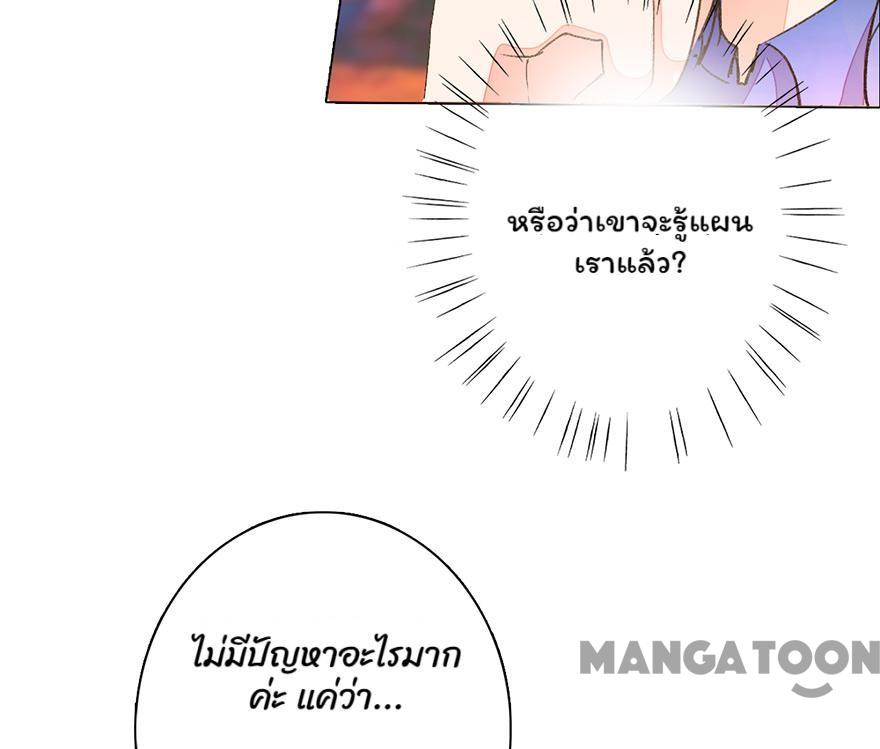 หรือว่าเขาจะรู้แผน
เราแล้ว?
ไม่มีปัญหาอะไรมาก
ค่ะ แค่ว่า...
MANGATOON